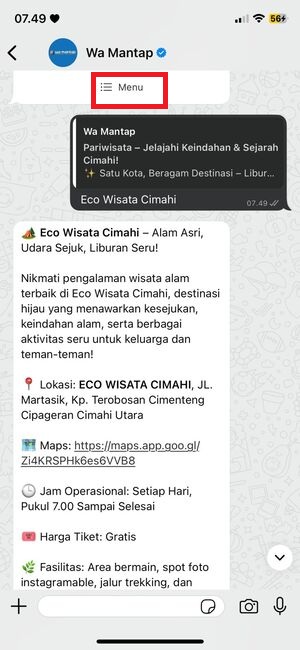 07.49
56
WA MANTAP
Wa Mantap
Menu
Wa Mantap
Pariwisata – Jelajahi Keindahan & Sejarah
Cimahi!
✨ Satu Kota, Beragam Destinasi – Libur...
Eco Wisata Cimahi
07.49
🏕️ Eco Wisata Cimahi – Alam Asri,
Udara Sejuk, Liburan Seru!
Nikmati pengalaman wisata alam
terbaik di Eco Wisata Cimahi, destinasi
hijau yang menawarkan kesejukan,
keindahan alam, serta berbagai
aktivitas seru untuk keluarga dan
teman-teman!
📍 Lokasi: ECO WISATA CIMAHI, JL.
Martasik, Kp. Terobosan Cimenteng
Cipageran Cimahi Utara
🗺️ Maps: https://maps.app.goo.gl/
Zi4KRSPHk6es6VVB8
🕒 Jam Operasional: Setiap Hari,
Pukul 7.00 Sampai Selesai
🎟️ Harga Tiket: Gratis
🌿 Fasilitas: Area bermain, spot foto
instagramable, jalur trekking, dan